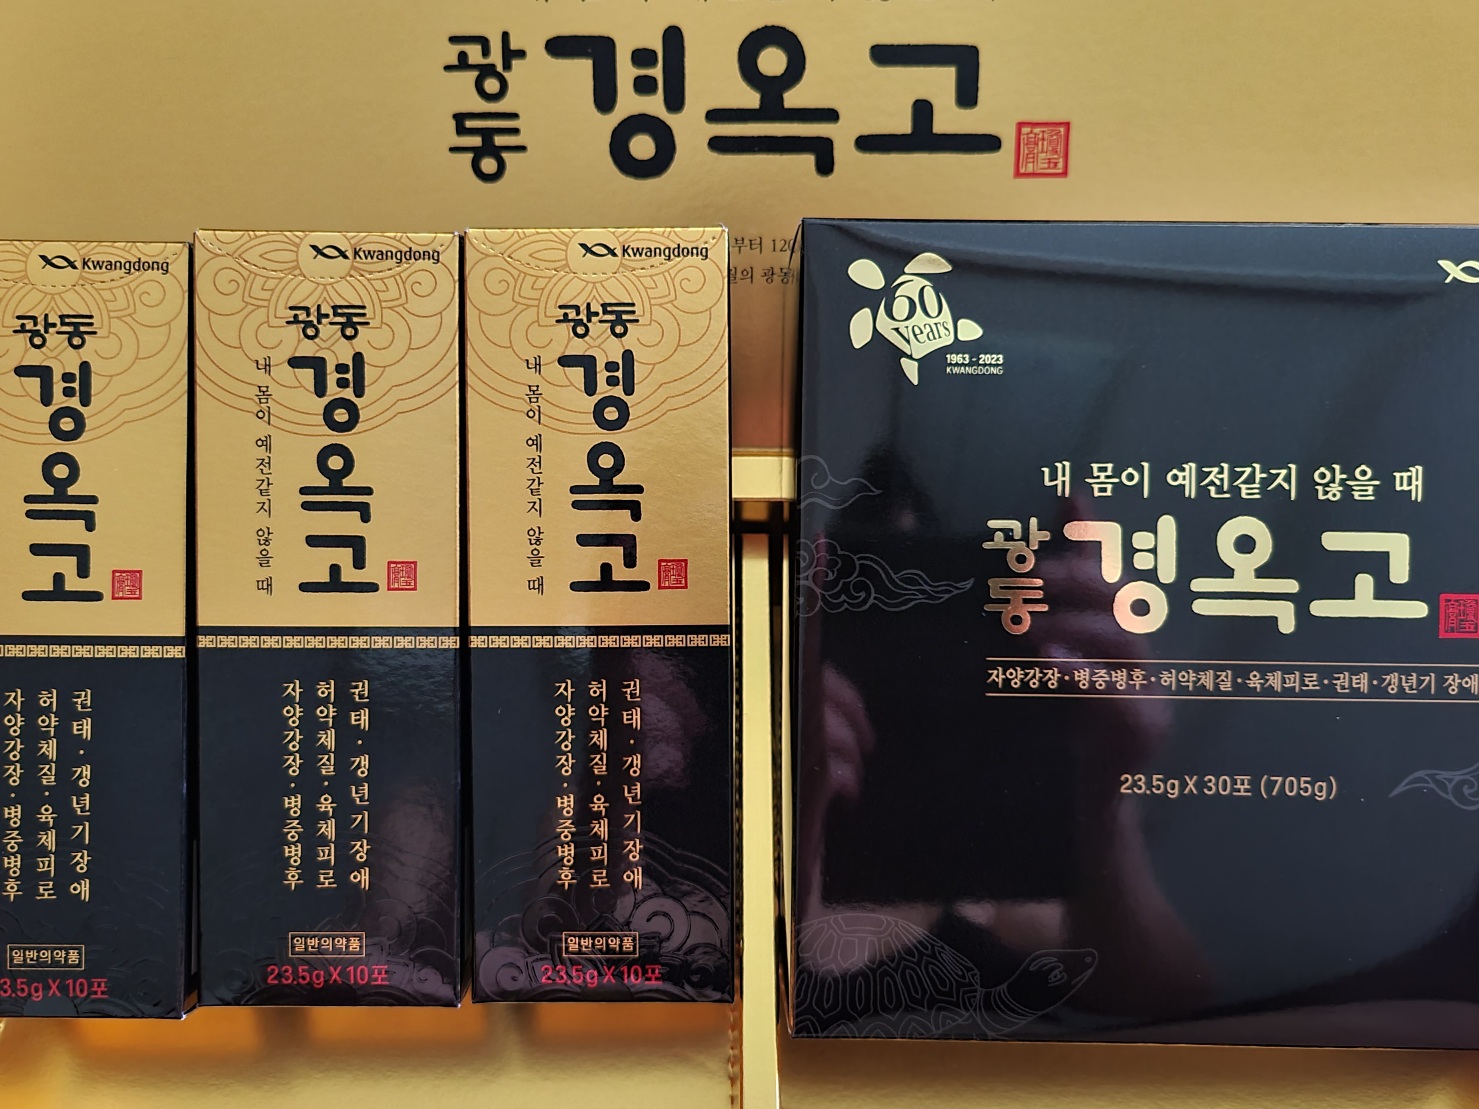 광동 경옥고
부터 120
질의 광동
Kwangdong
광동
경옥고
자양강장·병중병후
허약체질·육체피로
권태·갱년기장애
일반의약품
3.5g X 10포
Kwangdong
광동
경옥고
내 몸이 예전같지 않을 때
자양강장·병중병후
허약체질·육체피로
권태·갱년기장애
일반의약품
23.5g X 10포
Kwangdong
광동
경옥고
내 몸이 예전같지 않을 때
자양강장·병중병후
허약체질·육체피로
권태·갱년기장애
일반의약품
23.5g X 10포
60
years
1963 - 2023
KWANGDONG
내 몸이 예전같지 않을 때
광동 경옥고
자양강장·병중병후·허약체질·육체피로·권태·갱년기 장애
23.5g X 30포 (705g)